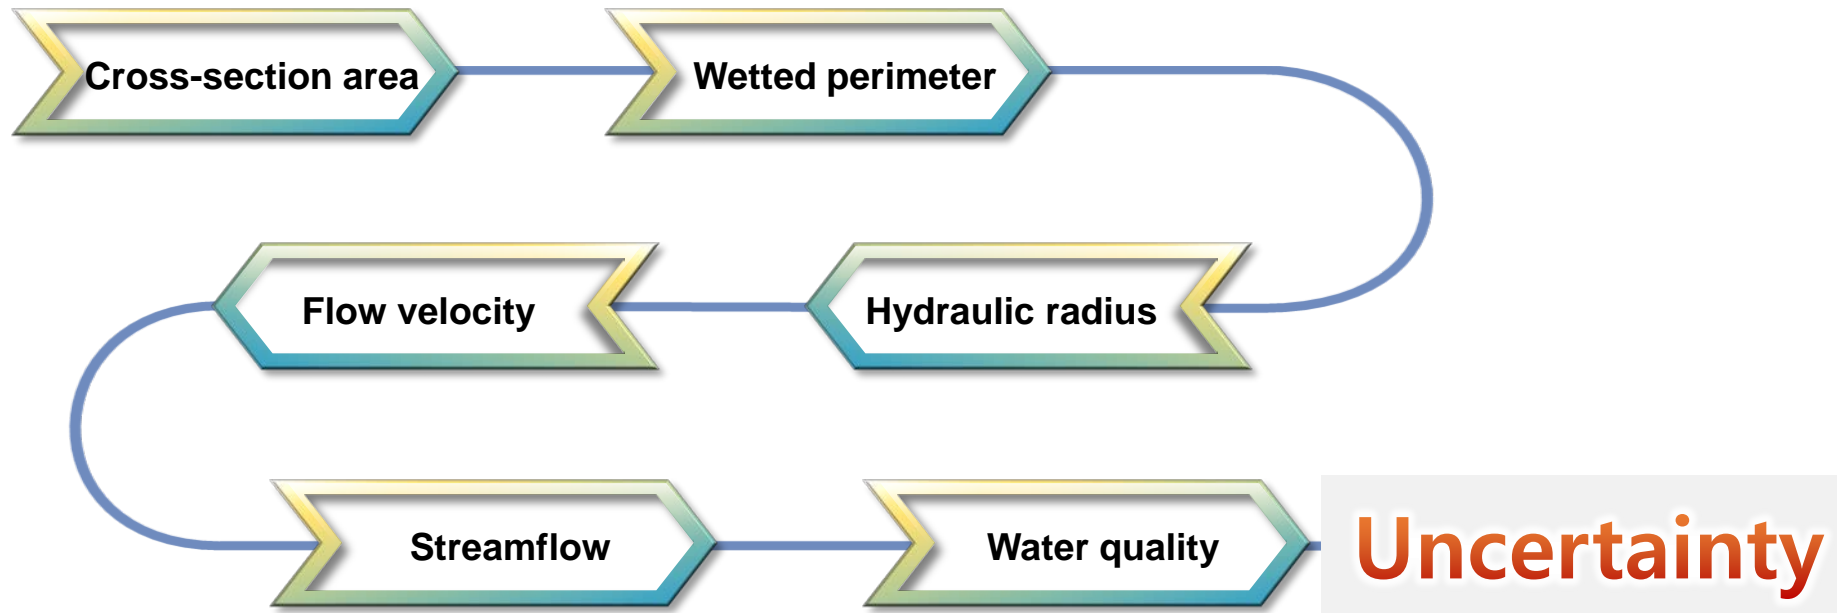 Cross-section area
Wetted perimeter
Hydraulic radius
Flow velocity
Streamflow
Water quality
Uncertainty